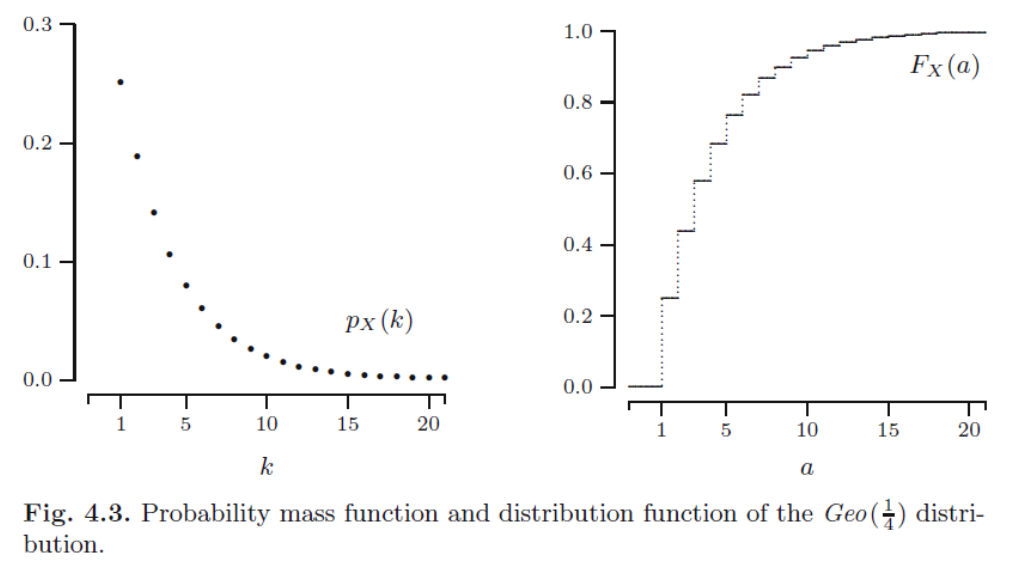 0.3
0.2
0.1
0.0
pX(k)
1 5 10 15 20
k
1.0
0.8
0.6
0.4
0.2
0.0
FX(a)
1 5 10 15 20
a
Fig. 4.3. Probability mass function and distribution function of the Geo(1/4) distri-
bution.